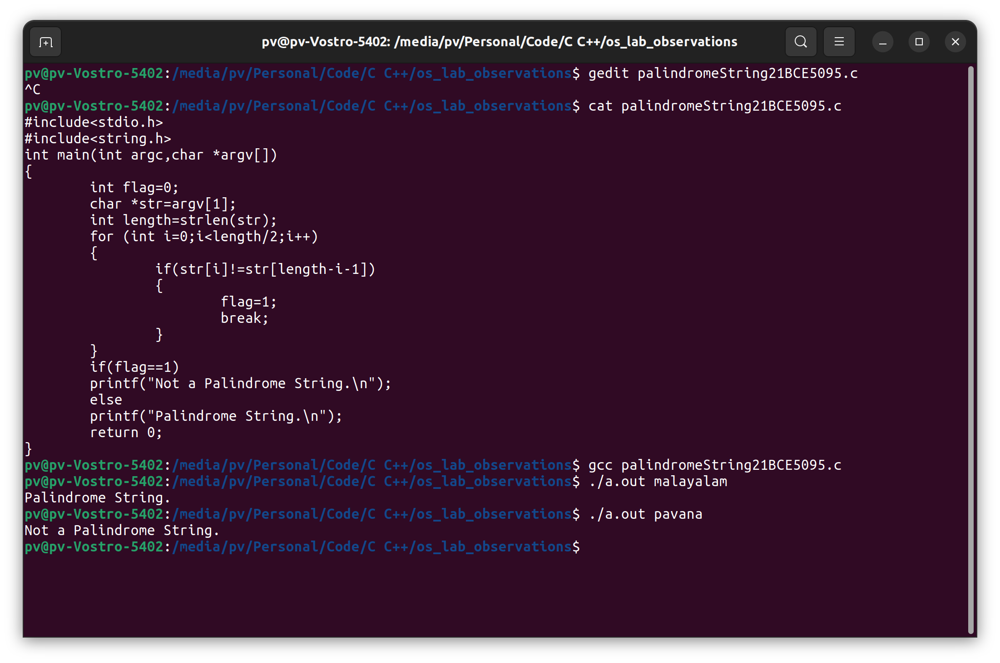 pv@pv-Vostro-5402: /media/pv/Personal/Code/C C++/os_lab_observations
pv@pv-Vostro-5402:/media/pv/Personal/Code/C C++/os_lab_observations$ gedit palindromeString21BCE5095.c
^C
pv@pv-Vostro-5402:/media/pv/Personal/Code/C C++/os_lab_observations$ cat palindromeString21BCE5095.c
#include<stdio.h>
#include<string.h>
int main(int argc,char *argv[])
{
        int flag=0;
        char *str=argv[1];
        int length=strlen(str);
        for (int i=0;i<length/2;i++)
        {
                if(str[i]!=str[length-i-1])
                {
                        flag=1;
                        break;
                }
        }
        if(flag==1)
        printf("Not a Palindrome String.\n");
        else
        printf("Palindrome String.\n");
        return 0;
}
pv@pv-Vostro-5402:/media/pv/Personal/Code/C C++/os_lab_observations$ gcc palindromeString21BCE5095.c
pv@pv-Vostro-5402:/media/pv/Personal/Code/C C++/os_lab_observations$ ./a.out malayalam
Palindrome String.
pv@pv-Vostro-5402:/media/pv/Personal/Code/C C++/os_lab_observations$ ./a.out pavana
Not a Palindrome String.
pv@pv-Vostro-5402:/media/pv/Personal/Code/C C++/os_lab_observations$